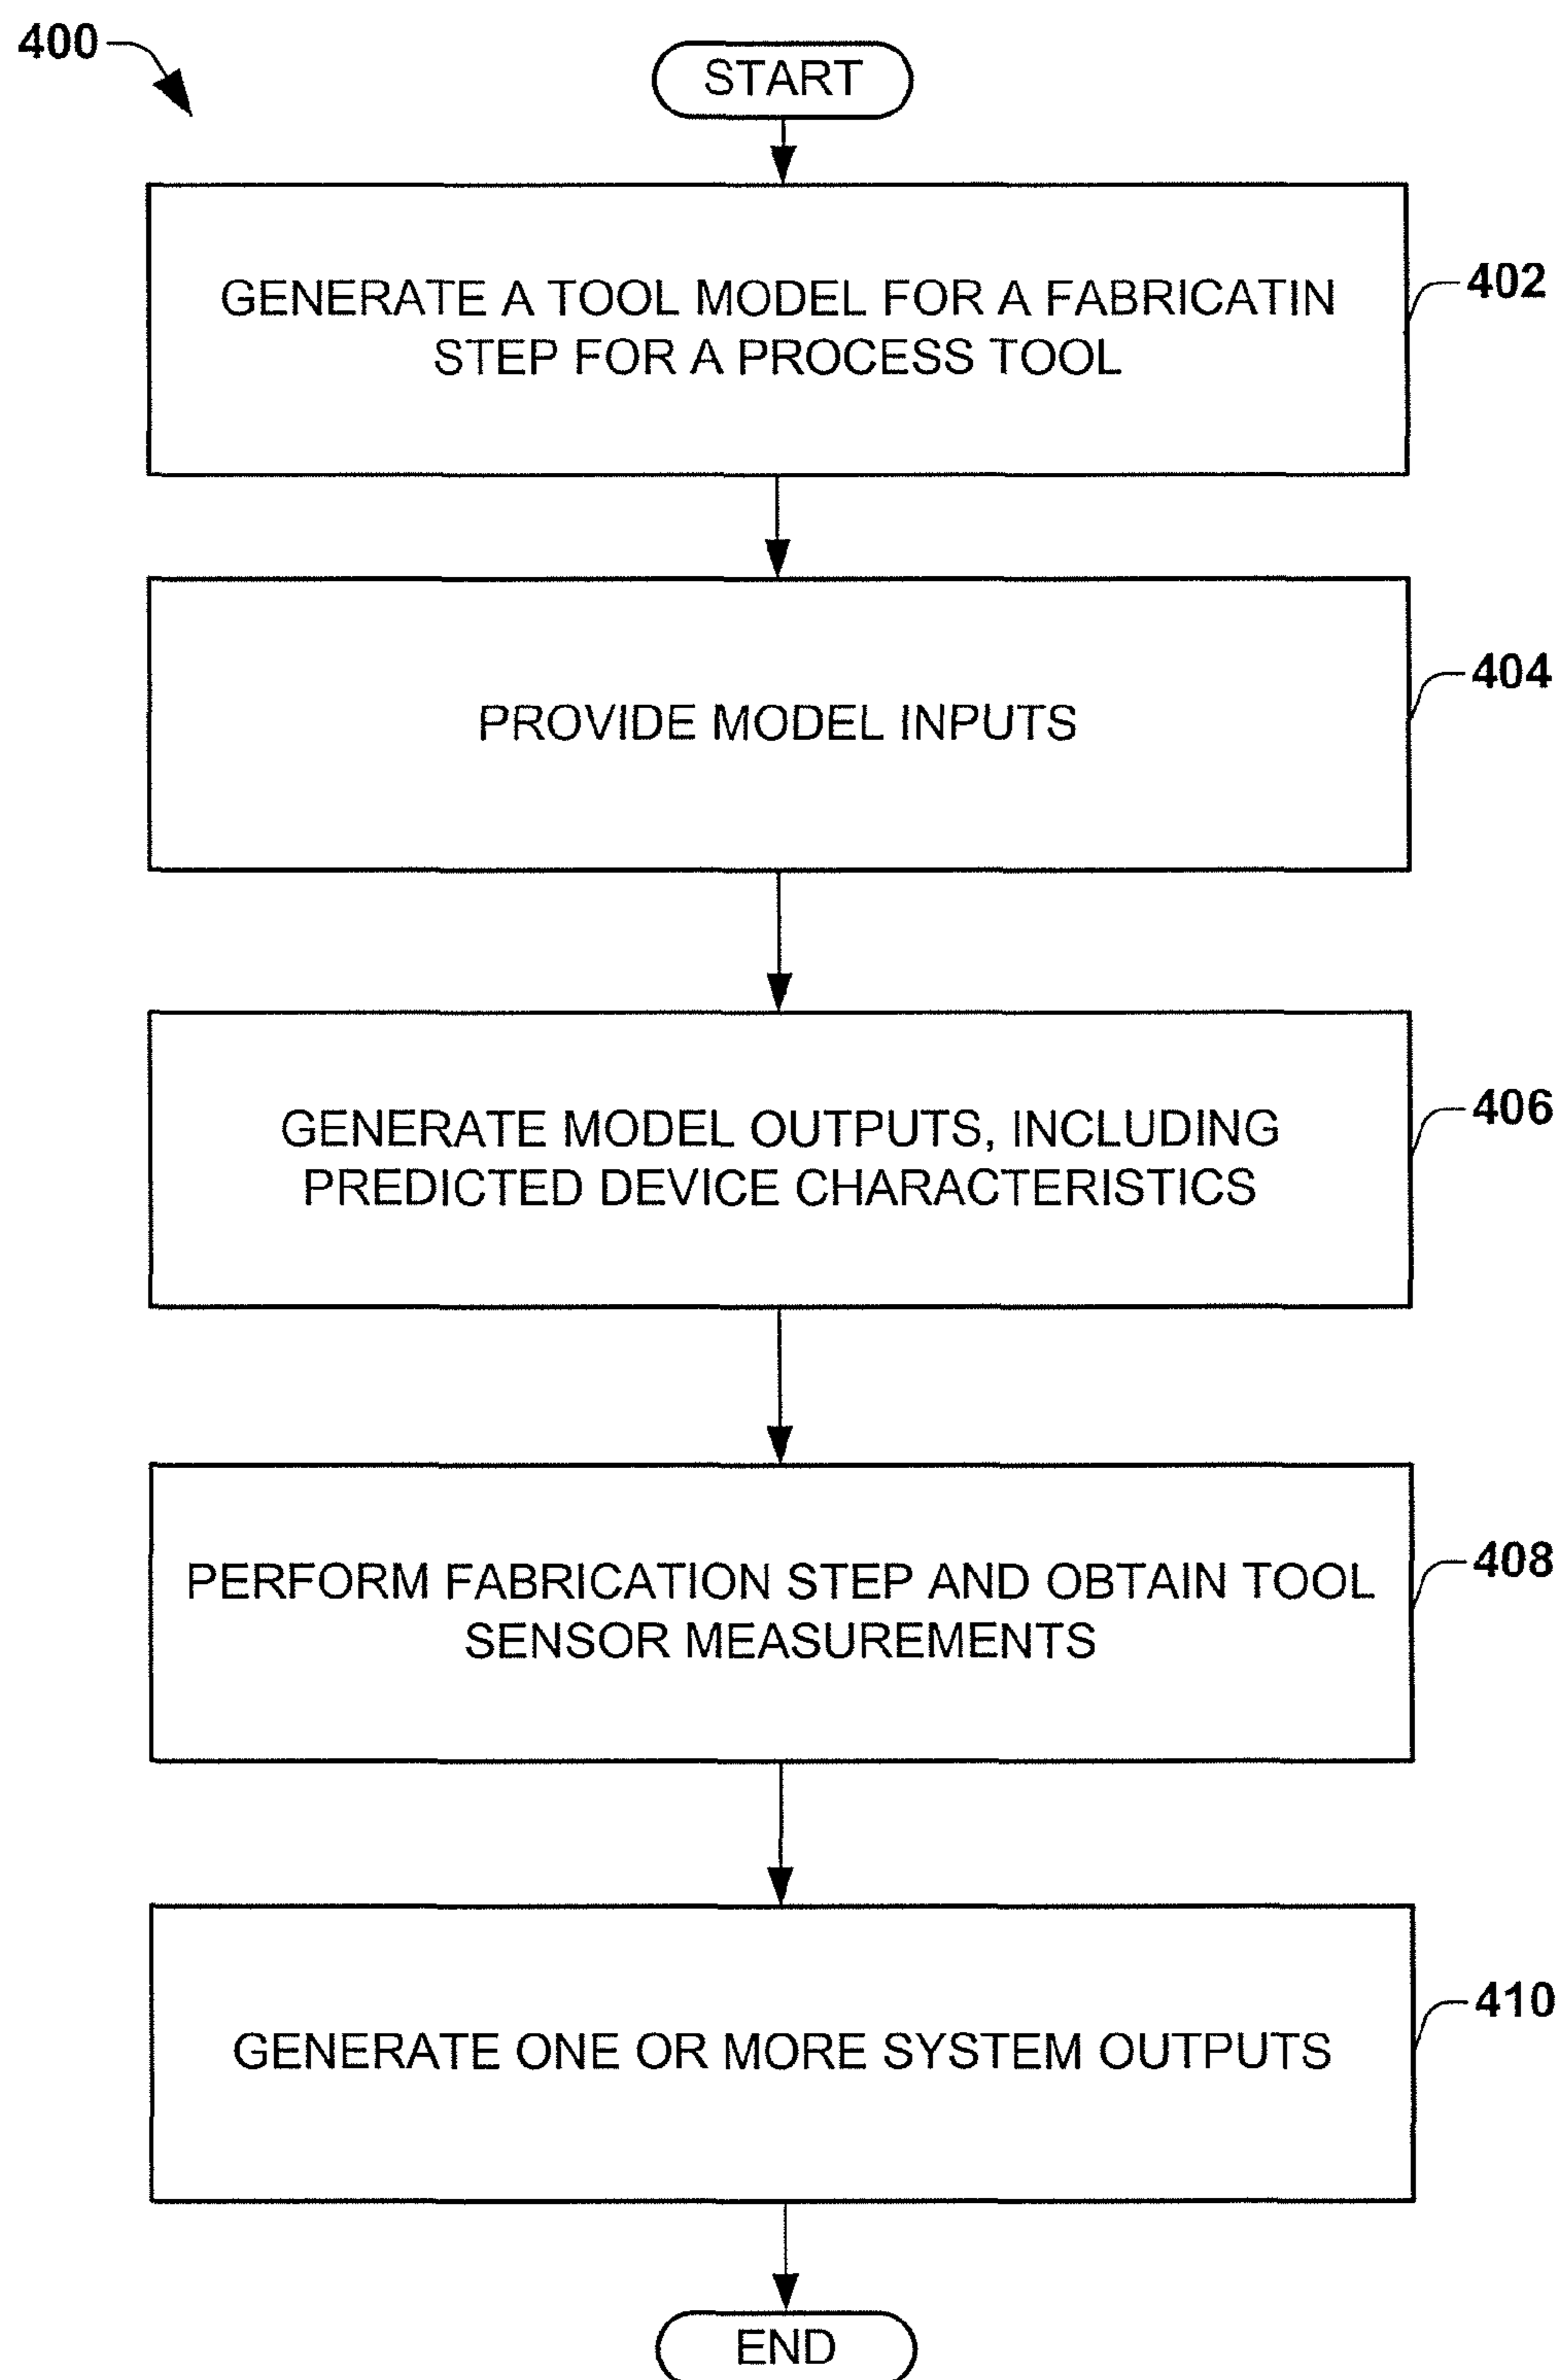 400
START
GENERATE A TOOL MODEL FOR A FABRICATIN
STEP FOR A PROCESS TOOL
402
PROVIDE MODEL INPUTS
404
GENERATE MODEL OUTPUTS, INCLUDING
PREDICTED DEVICE CHARACTERISTICS
406
PERFORM FABRICATION STEP AND OBTAIN TOOL
SENSOR MEASUREMENTS
408
GENERATE ONE OR MORE SYSTEM OUTPUTS
410
END